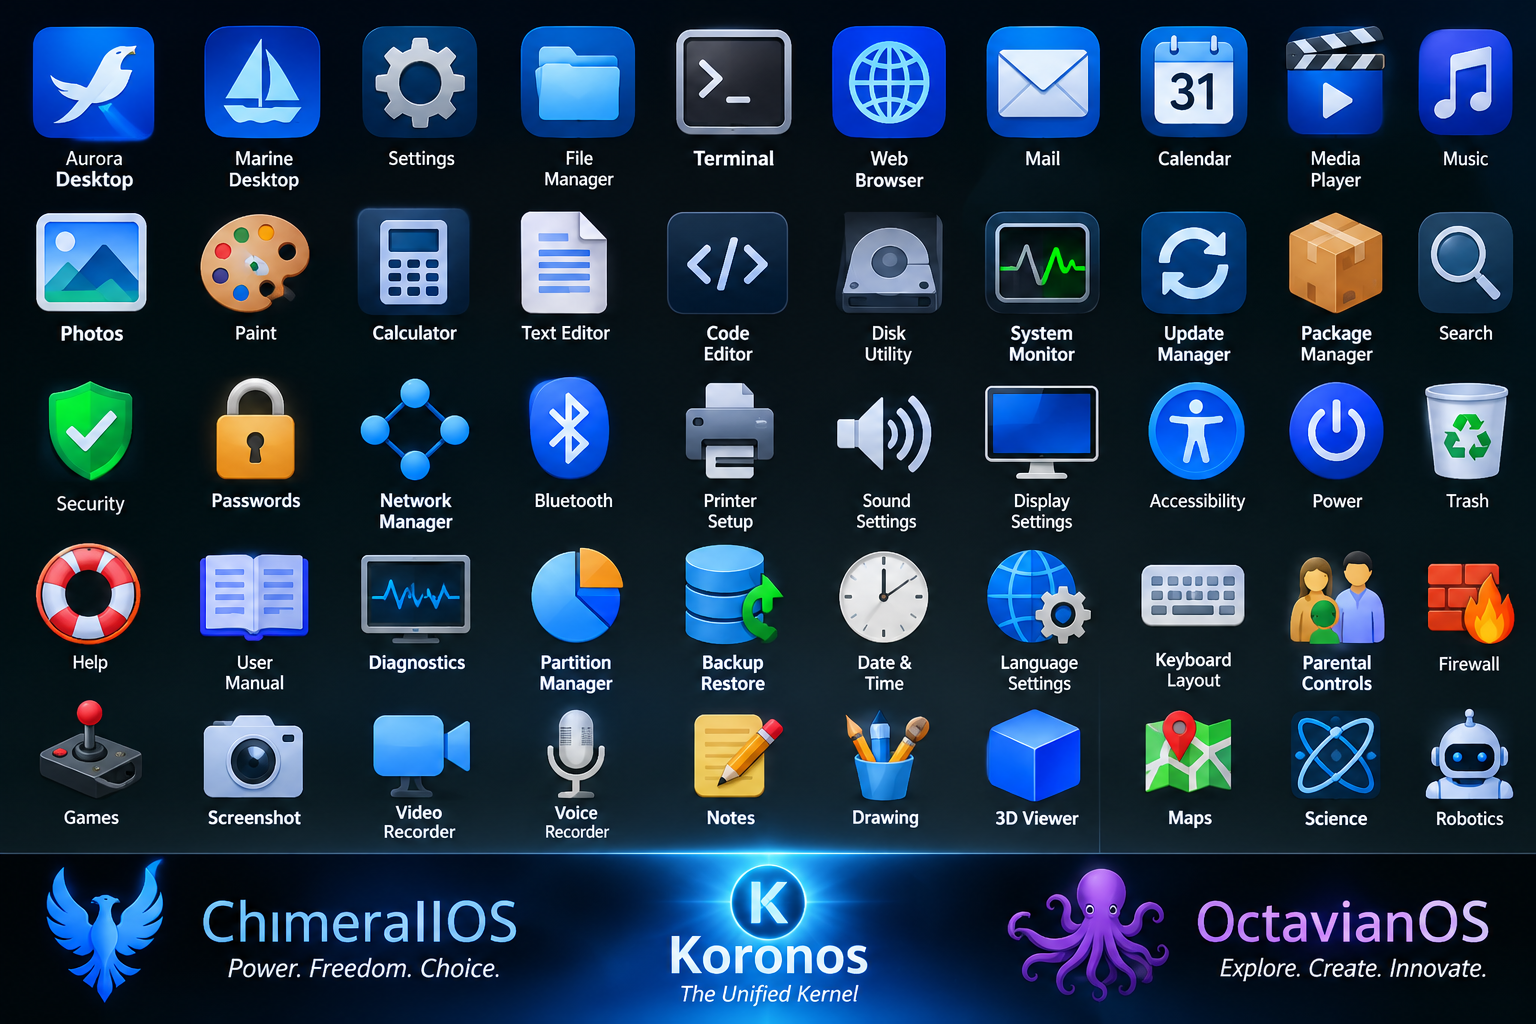 31
Aurora
Desktop
Marine
Desktop
Settings
File
Manager
Terminal
Web
Browser
Mail
Calendar
Media
Player
Music
Photos
Paint
Calculator
Text Editor
</>
Code
Editor
Disk
Utility
System
Monitor
Update
Manager
Package
Manager
Search
Security
Passwords
Network
Manager
Bluetooth
Printer
Setup
Sound
Settings
Display
Settings
Accessibility
Power
Trash
Help
User
Manual
Diagnostics
Partition
Manager
Backup
Restore
Date &
Time
Language
Settings
Keyboard
Layout
Parental
Controls
Firewall
Games
Screenshot
Video
Recorder
Voice
Recorder
Notes
Drawing
3D Viewer
Maps
Science
Robotics
ChımerallOS
Power. Freedom. Choice.
K
Koronos
The Unified Kernel
OctavianOS
Explore. Create. Innovate.